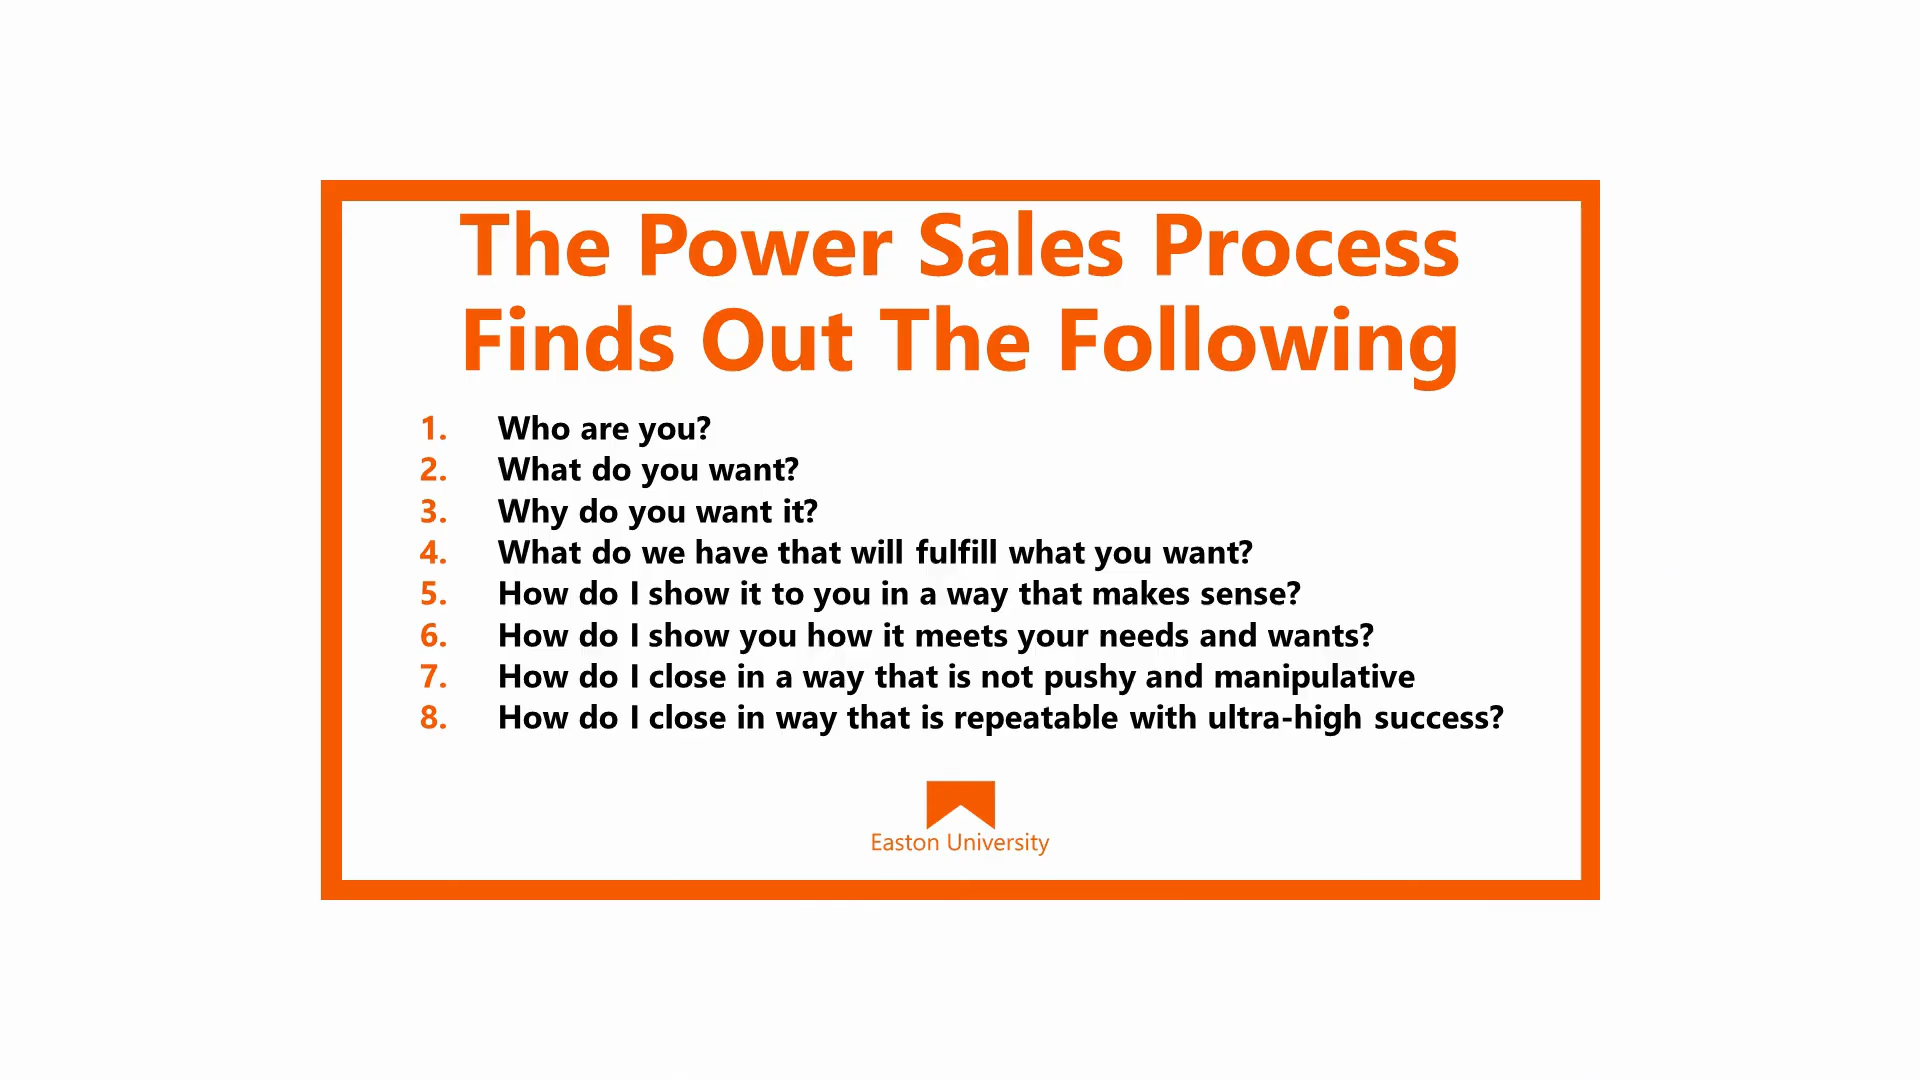 The Power Sales Process
Finds Out The Following
1. Who are you?
2. What do you want?
3. Why do you want it?
4. What do we have that will fulfill what you want?
5. How do I show it to you in a way that makes sense?
6. How do I show you how it meets your needs and wants?
7. How do I close in a way that is not pushy and manipulative
8. How do I close in way that is repeatable with ultra-high success?
Easton University